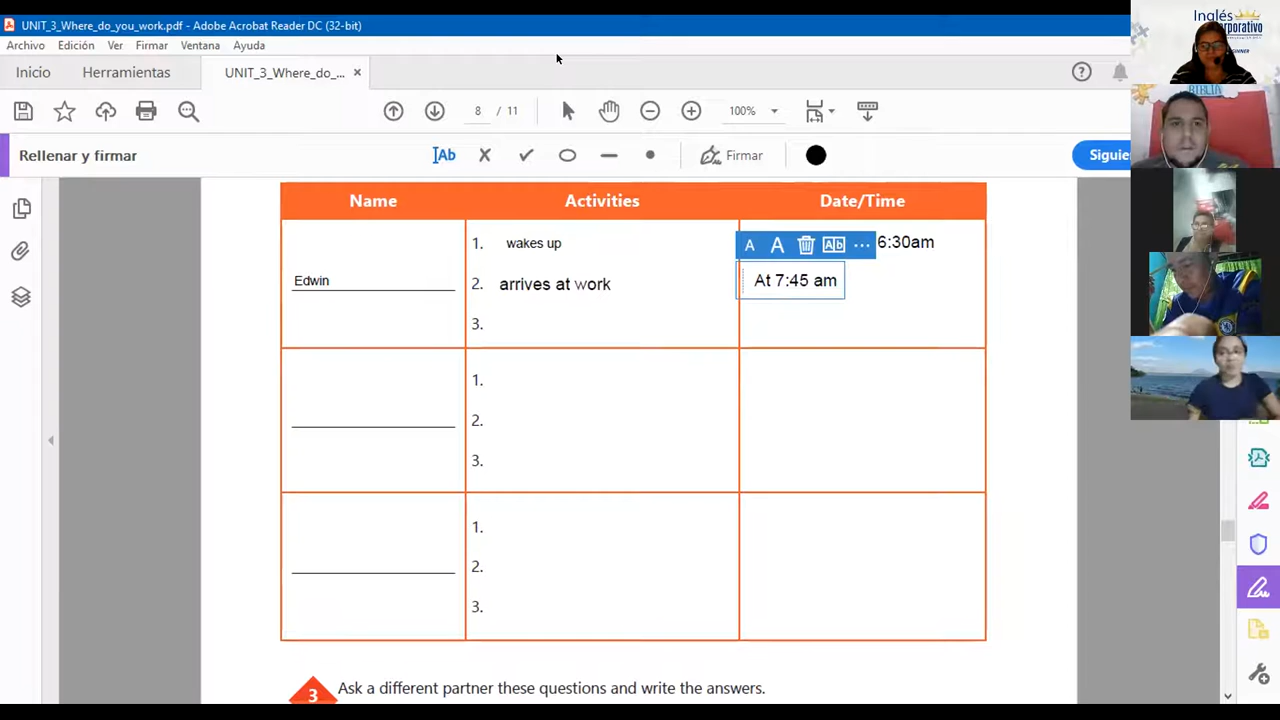 UNIT_3_Where_do_you_work.pdf - Adobe Acrobat Reader DC (32-bit)
Archivo Edición Ver Firmar Ventana Ayuda
Inicio Herramientas UNIT_3_Where_do_...
8 / 11 100%
Rellenar y firmar
Ab
Firmar
Siguie
Inglés
BIBLIA
Name Activities Date/Time
1. wakes up 6:30am
A A Ab ...
Edwin 2. arrives at work At 7:45 am
3.
1.
2.
3.
1.
2.
3.
3 Ask a different partner these questions and write the answers.